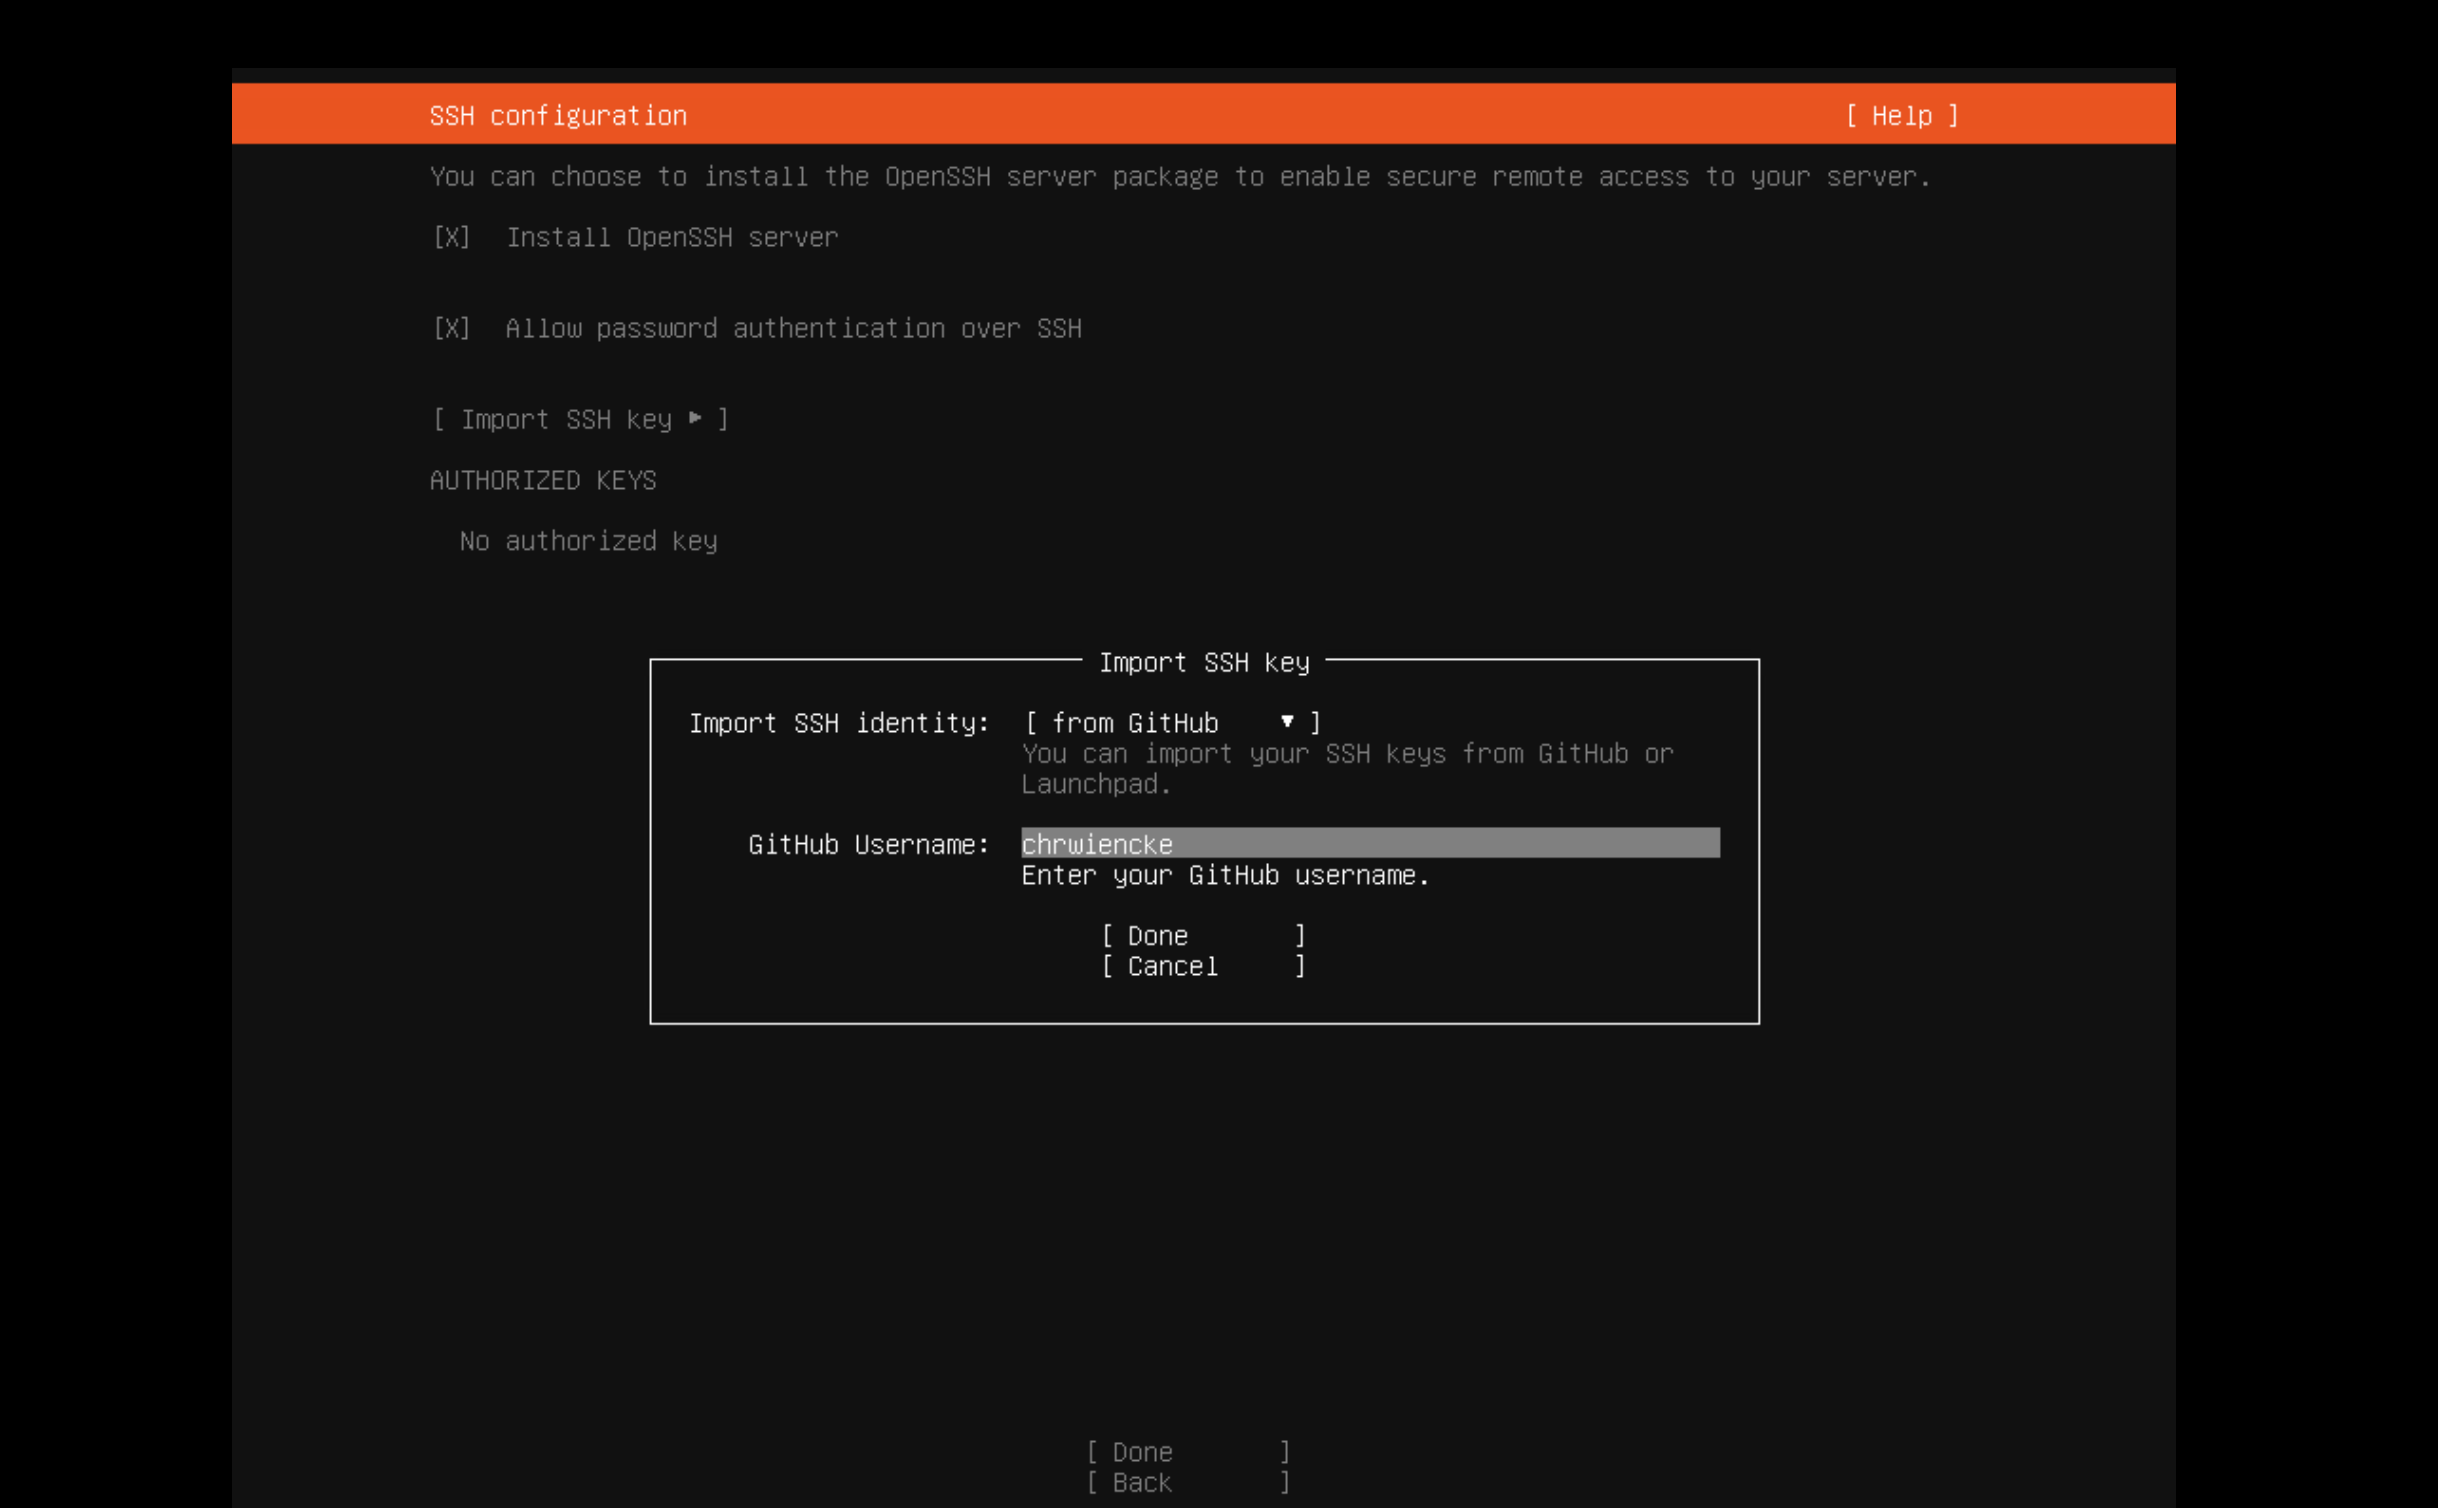 SSH configuration [ Help ]
You can choose to install the OpenSSH server package to enable secure remote access to your server.
[X] Install OpenSSH server
[X] Allow password authentication over SSH
[ Import SSH key ▸ ]
AUTHORIZED KEYS
No authorized key
Import SSH key
Import SSH identity: [ from GitHub ▾ ]
You can import your SSH keys from GitHub or
Launchpad.
GitHub Username: chrwiencke
Enter your GitHub username.
[ Done ]
[ Cancel ]
[ Done ]
[ Back ]